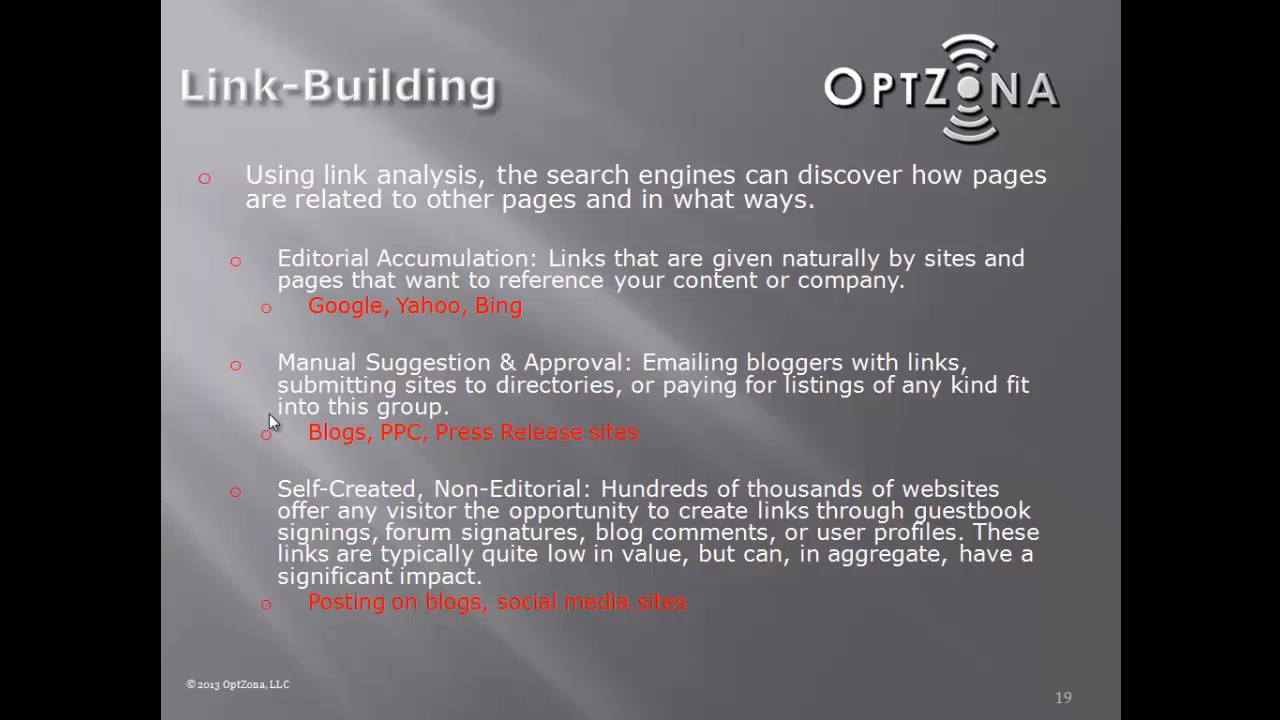 Link-Building
OPTZONA
Using link analysis, the search engines can discover how pages
are related to other pages and in what ways.
Editorial Accumulation: Links that are given naturally by sites and
pages that want to reference your content or company.
Google, Yahoo, Bing
Manual Suggestion & Approval: Emailing bloggers with links,
submitting sites to directories, or paying for listings of any kind fit
into this group.
Blogs, PPC, Press Release sites
Self-Created, Non-Editorial: Hundreds of thousands of websites
offer any visitor the opportunity to create links through guestbook
signings, forum signatures, blog comments, or user profiles. These
links are typically quite low in value, but can, in aggregate, have a
significant impact.
Posting on blogs, social media sites
© 2013 OptZona, LLC
19